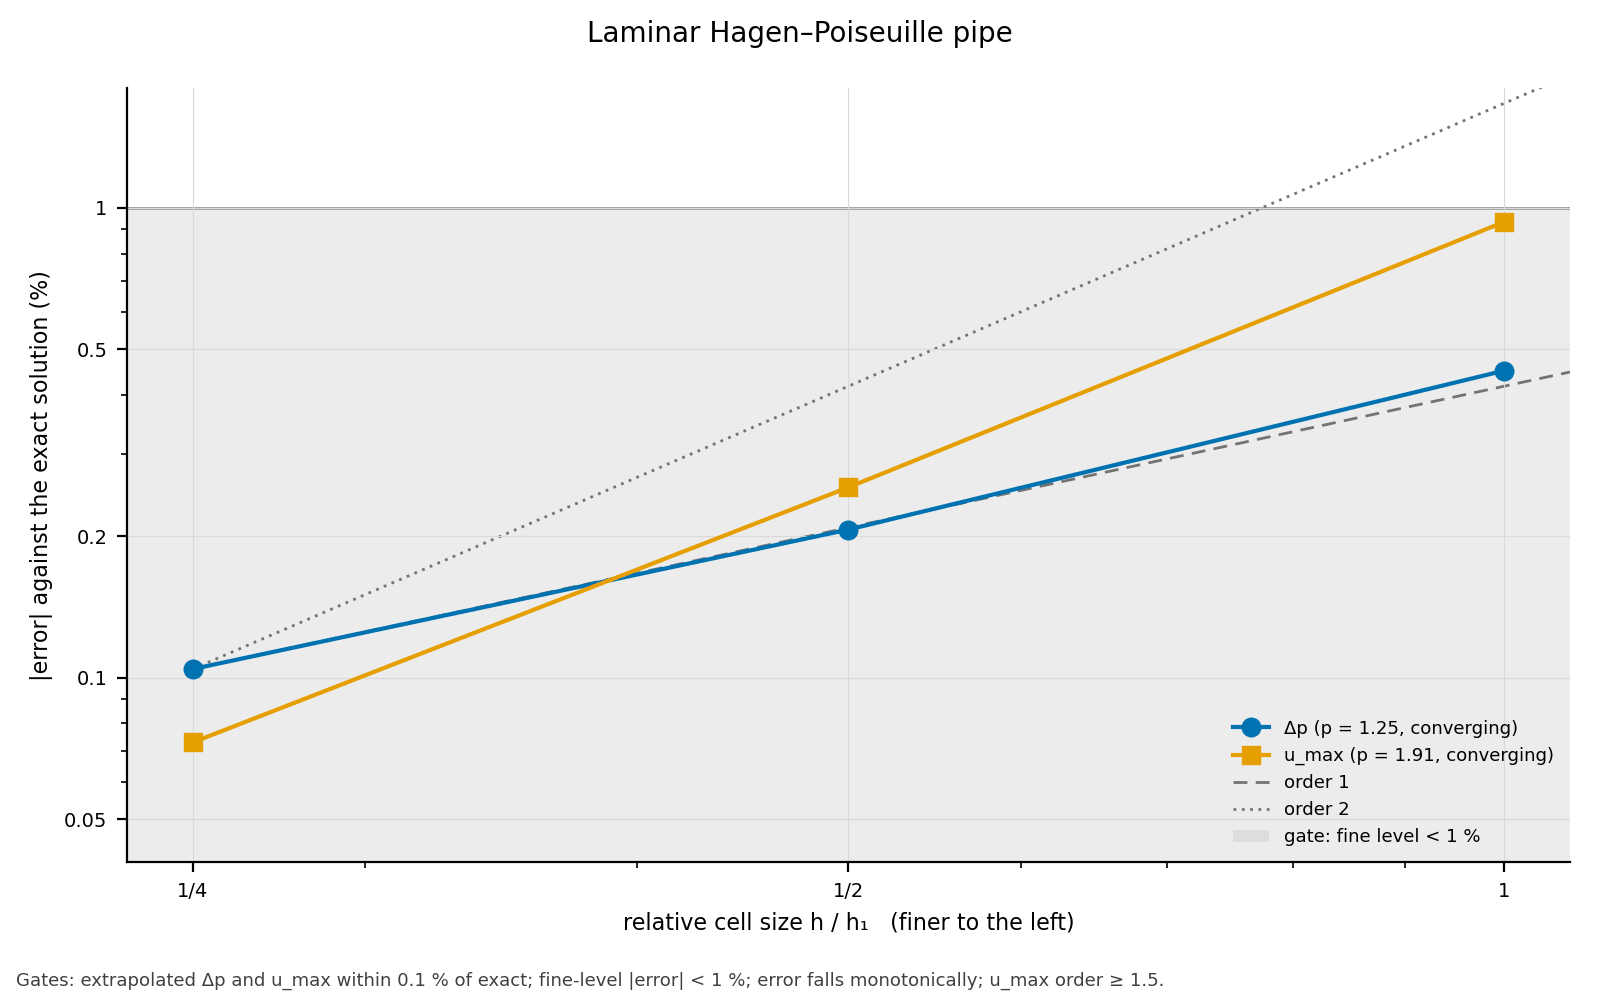 Laminar Hagen–Poiseuille pipe
|error| against the exact solution (%)
1
0.5
0.2
0.1
0.05
Δp (p = 1.25, converging)
u_max (p = 1.91, converging)
order 1
order 2
gate: fine level < 1 %
1/4
1/2
1
relative cell size h / h₁   (finer to the left)
Gates: extrapolated Δp and u_max within 0.1 % of exact; fine-level |error| < 1 %; error falls monotonically; u_max order ≥ 1.5.